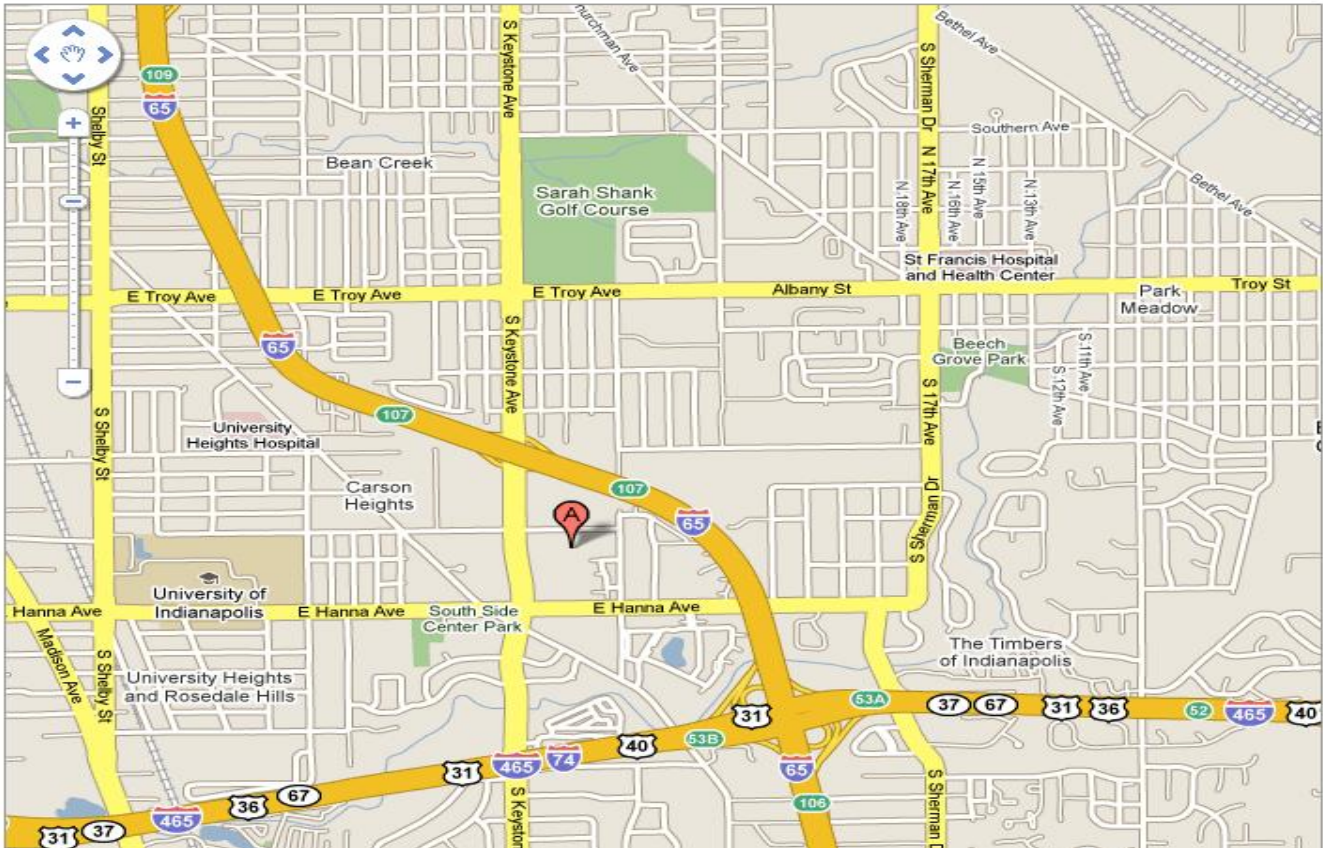 S Keystone Ave
Churchman Ave
Bethel Ave
109
65
Shelby St
S Sherman Dr
Southern Ave
Bean Creek
N 17th Ave
N 15th Ave
N 18th Ave
N 16th Ave
N 13th Ave
Bethel Ave
Sarah Shank
Golf Course
St Francis Hospital
and Health Center
E Troy Ave
E Troy Ave
E Troy Ave
Albany St
Troy St
Park
Meadow
65
S Keystone Ave
Beech
Grove Park
S 11th Ave
S 12th Ave
S 17th Ave
107
University
Heights Hospital
S Shelby St
Carson
Heights
107
65
A
S Sherman Dr
University of
Indianapolis
Hanna Ave
E Hanna Ave
South Side
Center Park
E Hanna Ave
Madison Ave
S Shelby St
The Timbers
of Indianapolis
University Heights
and Rosedale Hills
53A
37
67
31
36
52
465
40
31
53B
40
74
465
31
65
67
36
465
37
31
106
S Keyston
S Sherman D